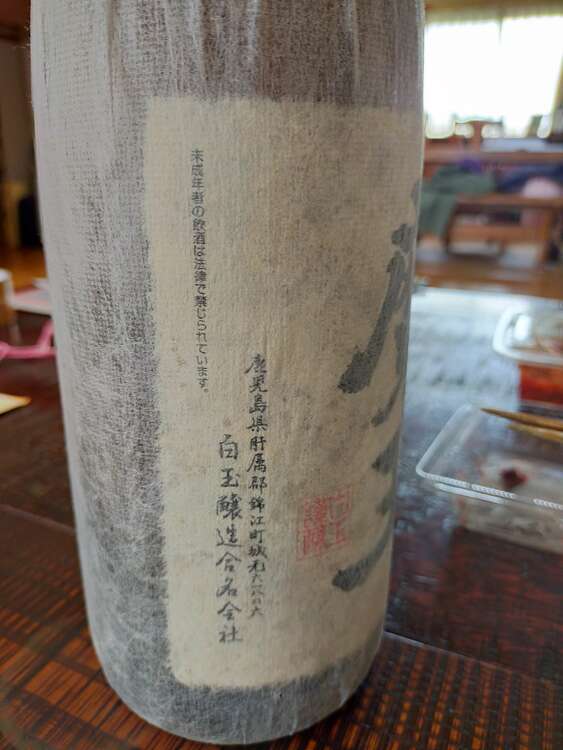 鹿児島県肝属郡錦江町城元六一八の六
白玉醸造合名会社
未成年者の飲酒は法律で禁じられています。